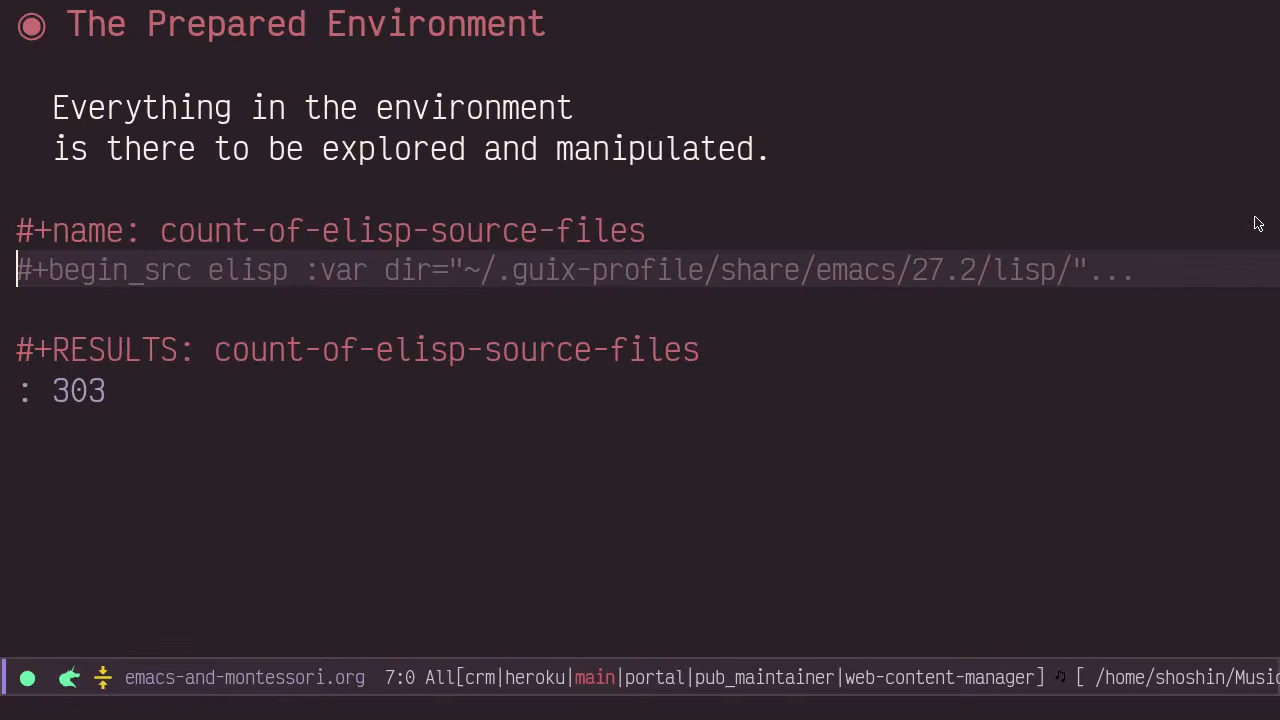 The Prepared Environment
Everything in the environment
is there to be explored and manipulated.
#+name: count-of-elisp-source-files
#+begin_src elisp :var dir="~/.guix-profile/share/emacs/27.2/lisp/"...
#+RESULTS: count-of-elisp-source-files
: 303
emacs-and-montessori.org 7:0 All[crm|heroku|main|portal|pub_maintainer|web-content-manager] ♫ [ /home/shoshin/Music